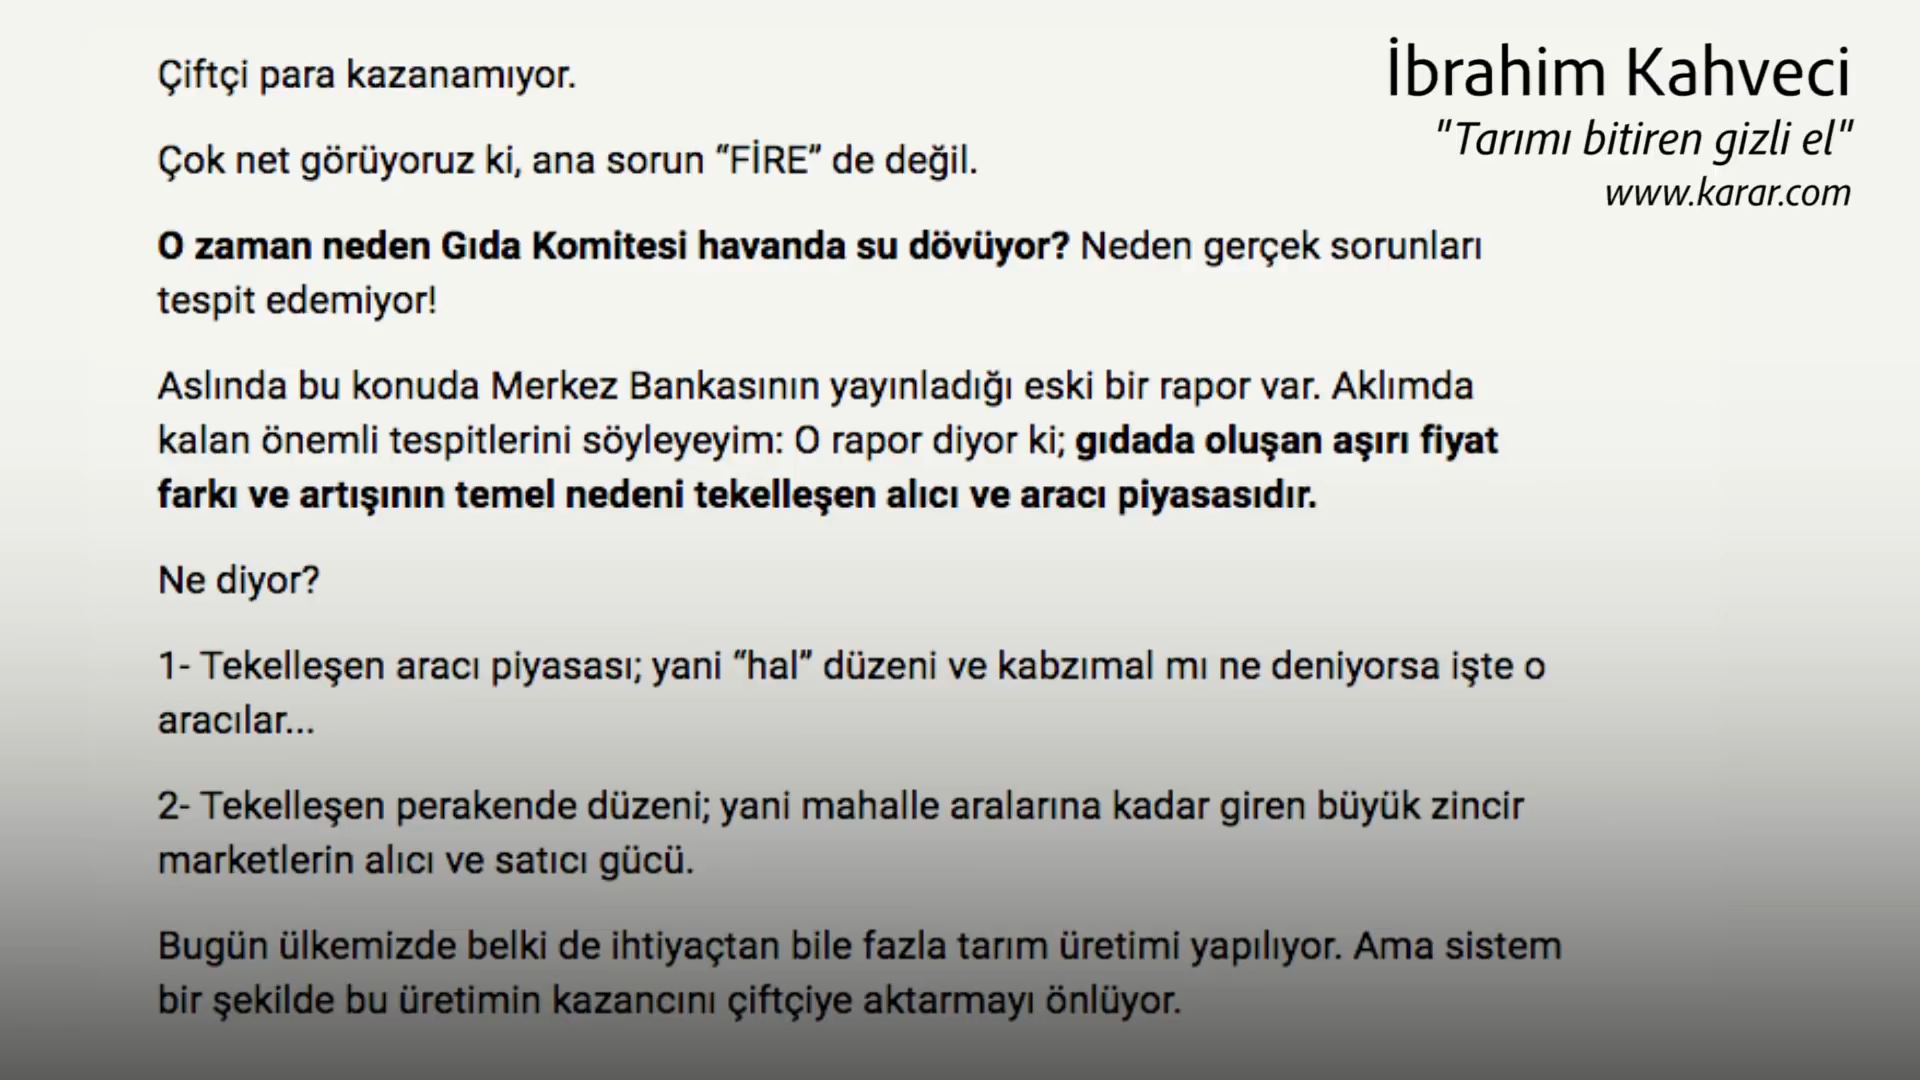 İbrahim Kahveci
"Tarımı bitiren gizli el"
www.karar.com
Çiftçi para kazanamıyor.
Çok net görüyoruz ki, ana sorun “FİRE” de değil.
O zaman neden Gıda Komitesi havanda su dövüyor? Neden gerçek sorunları
tespit edemiyor!
Aslında bu konuda Merkez Bankasının yayınladığı eski bir rapor var. Aklımda
kalan önemli tespitlerini söyleyeyim: O rapor diyor ki; gıdada oluşan aşırı fiyat
farkı ve artışının temel nedeni tekelleşen alıcı ve aracı piyasasıdır.
Ne diyor?
1- Tekelleşen aracı piyasası; yani “hal” düzeni ve kabzımal mı ne deniyorsa işte o
aracılar...
2- Tekelleşen perakende düzeni; yani mahalle aralarına kadar giren büyük zincir
marketlerin alıcı ve satıcı gücü.
Bugün ülkemizde belki de ihtiyaçtan bile fazla tarım üretimi yapılıyor. Ama sistem
bir şekilde bu üretimin kazancını çiftçiye aktarmayı önlüyor.